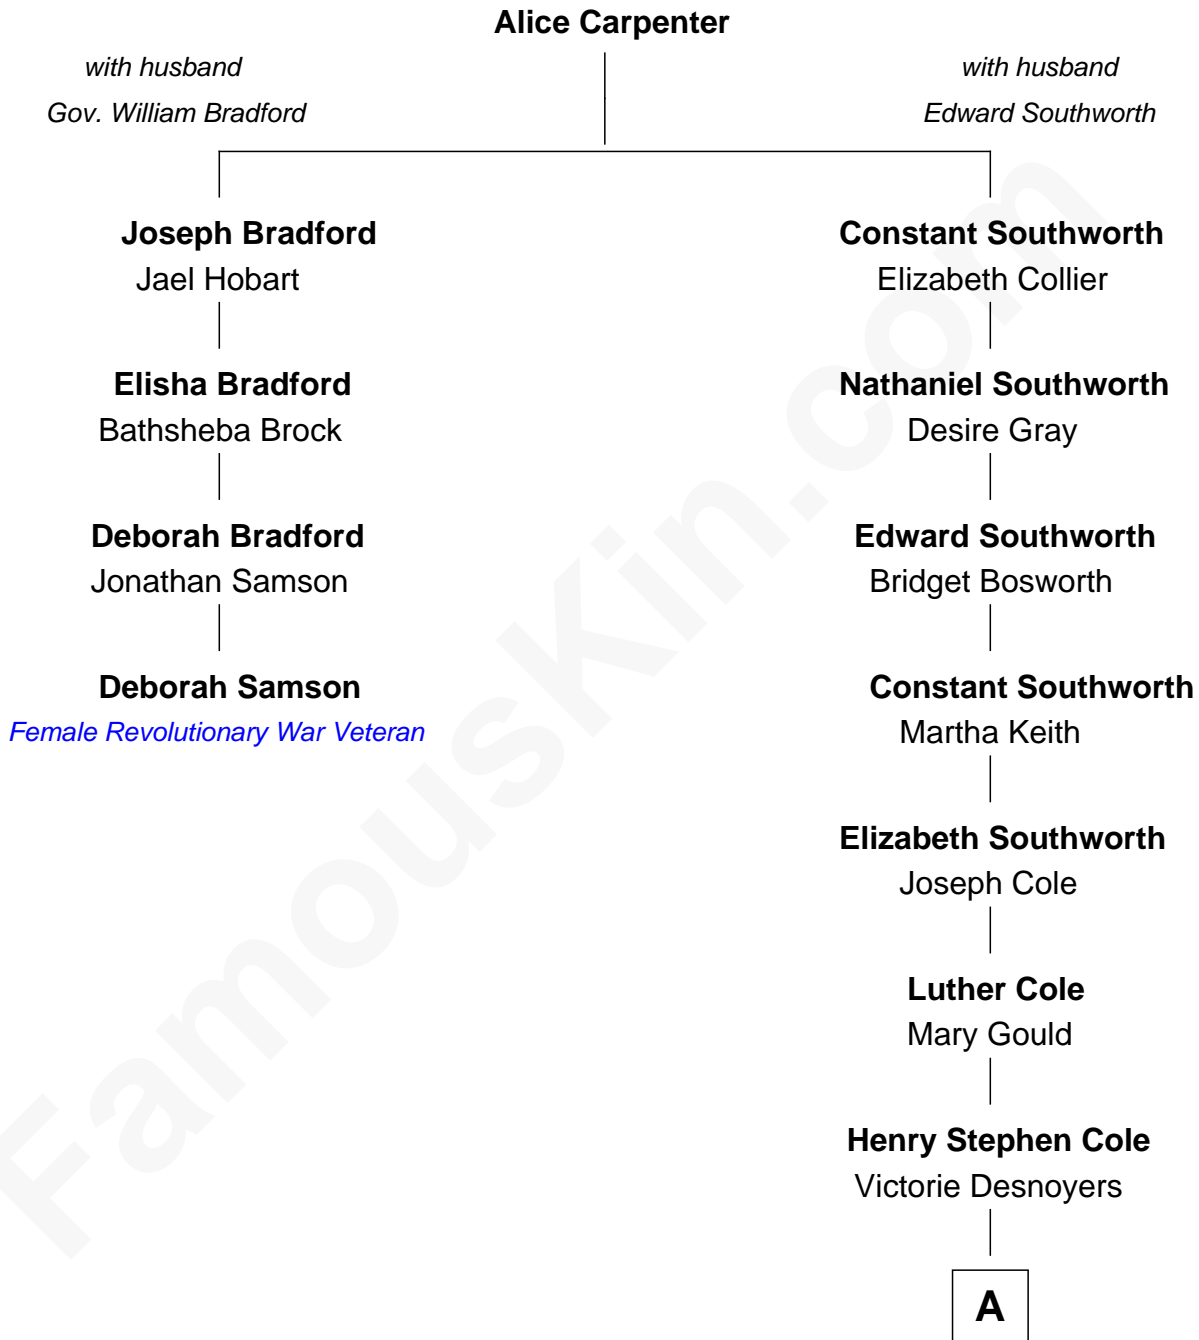 Alice Carpenter
with husband
Gov. William Bradford
with husband
Edward Southworth
Joseph Bradford
Jael Hobart
Elisha Bradford
Bathsheba Brock
Deborah Bradford
Jonathan Samson
Deborah Samson
Female Revolutionary War Veteran
Constant Southworth
Elizabeth Collier
Nathaniel Southworth
Desire Gray
Edward Southworth
Bridget Bosworth
Constant Southworth
Martha Keith
Elizabeth Southworth
Joseph Cole
Luther Cole
Mary Gould
Henry Stephen Cole
Victorie Desnoyers
A
FamousKin.com